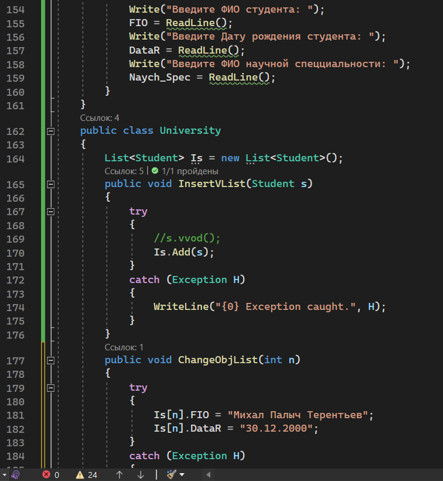 154 Write("Введите ФИО студента: ");
155 FIO = ReadLine();
156 Write("Введите Дату рождения студента: ");
157 DataR = ReadLine();
158 Write("Введите ФИО научной спецциальности: ");
159 Naych_Spec = ReadLine();
160 }
161 }
Ссылок: 4
162 public class University
163 {
164 List<Student> Is = new List<Student>();
Ссылок: 5 | 1/1 пройдены
165 public void InsertVList(Student s)
166 {
167 try
168 {
169 //s.vvod();
170 Is.Add(s);
171 }
172 catch (Exception H)
173 {
174 WriteLine("{0} Exception caught.", H);
175 }
176 }
Ссылок: 1
177 public void ChangeObjList(int n)
178 {
179 try
180 {
181 Is[n].FIO = "Михал Палыч Терентьев";
182 Is[n].DataR = "30.12.2000";
183 }
184 catch (Exception H)
0 24